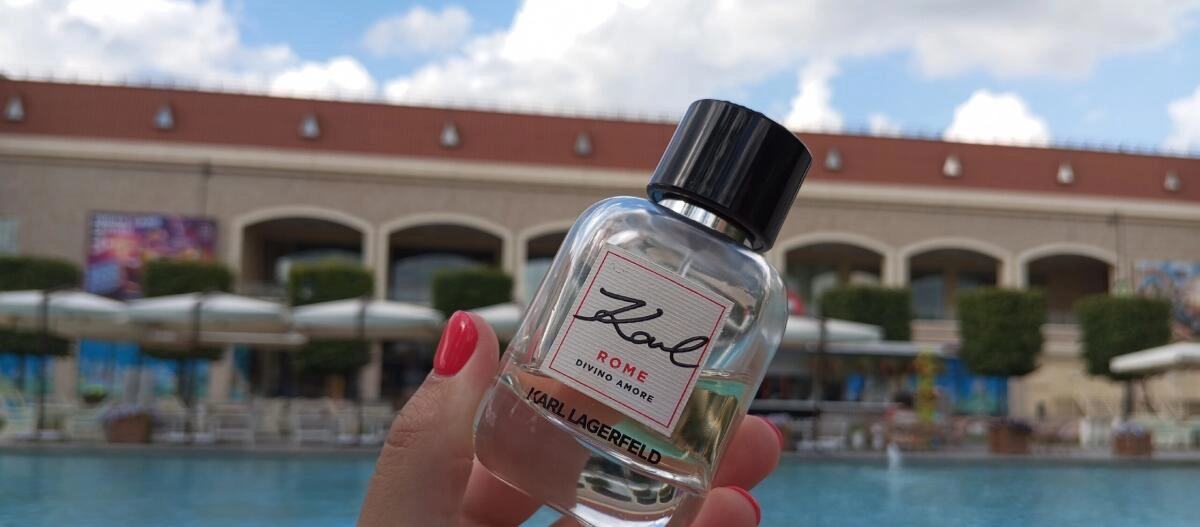 Karl
ROME
DIVINO AMORE
KARL LAGERFELD